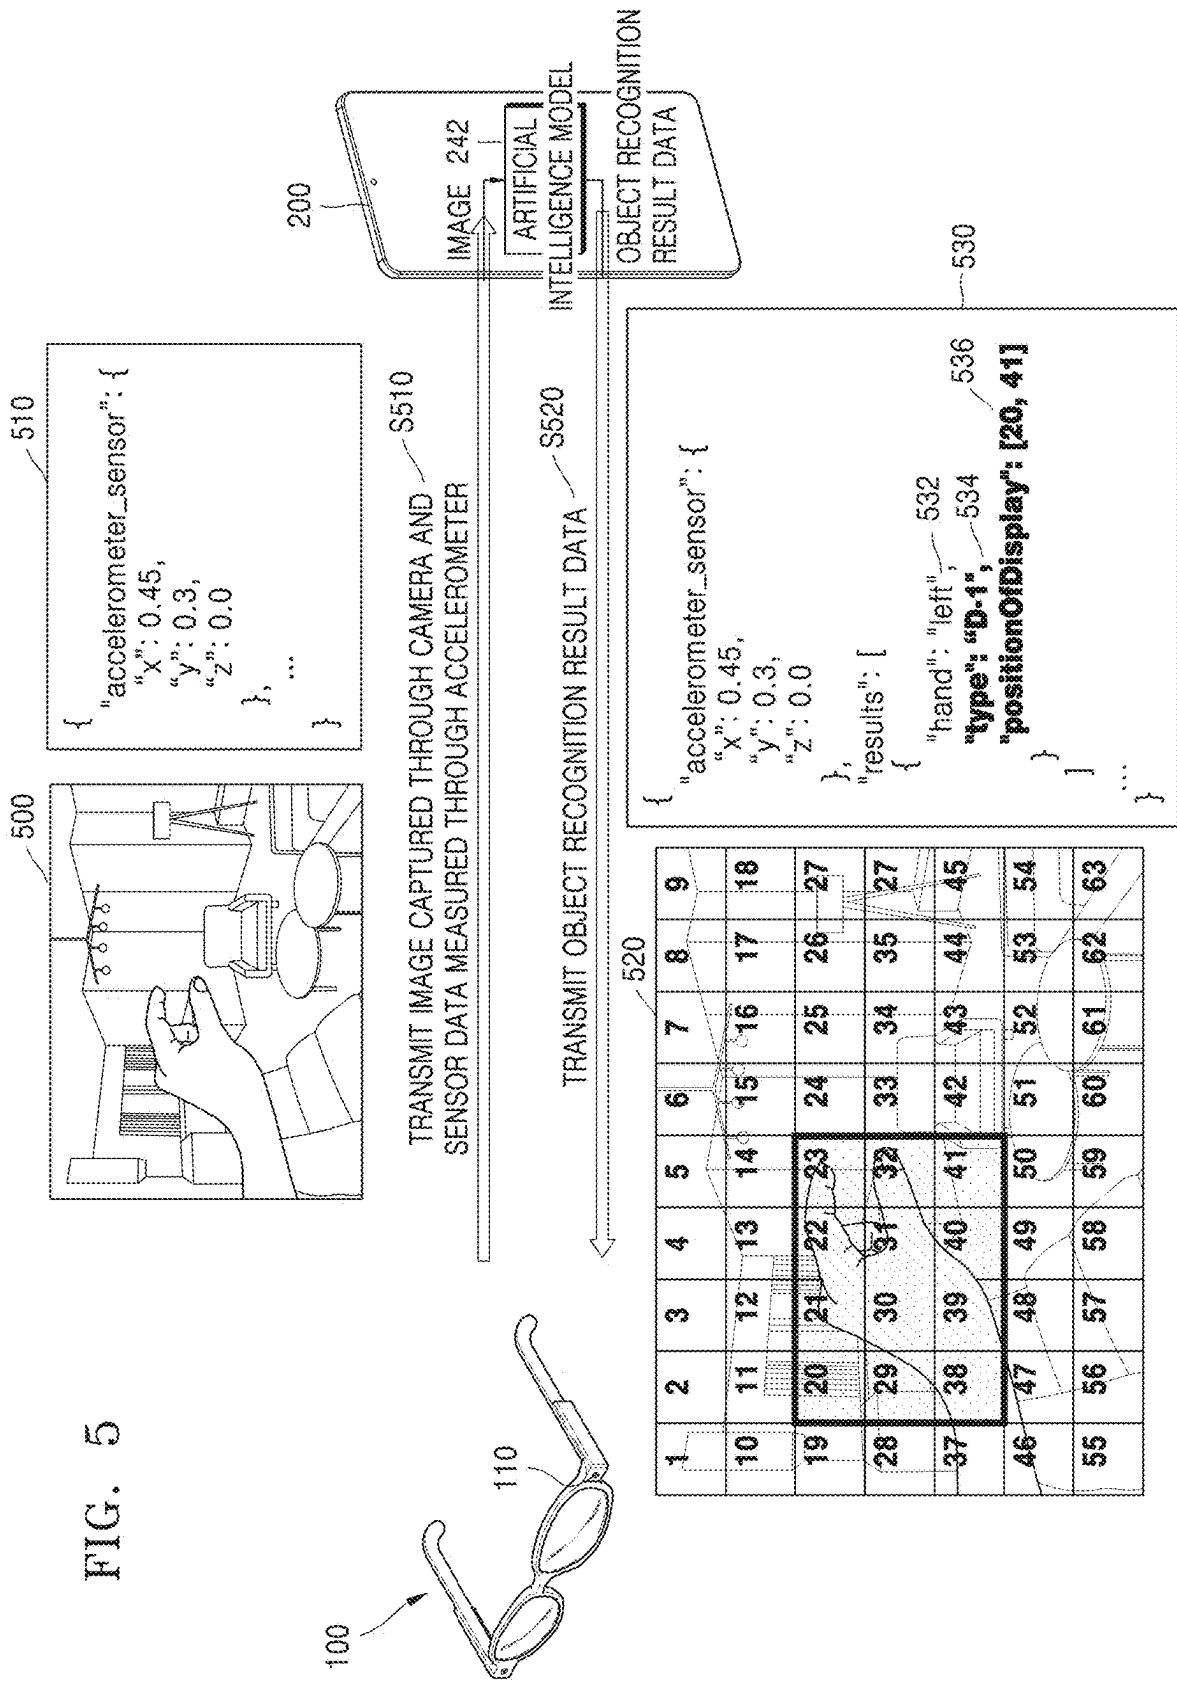 FIG. 5
100
110
500
510
{
"accelerometer_sensor": {
"x": 0.45,
"y": 0.3,
"z": 0.0
}, ...
}
TRANSMIT IMAGE CAPTURED THROUGH CAMERA AND
SENSOR DATA MEASURED THROUGH ACCELEROMETER
S510
200
IMAGE 242
ARTIFICIAL
INTELLIGENCE MODEL
OBJECT RECOGNITION
RESULT DATA
TRANSMIT OBJECT RECOGNITION RESULT DATA
S520
520
1 2 3 4 5 6 7 8 9
10 11 12 13 14 15 16 17 18
19 20 21 22 23 24 25 26 27
28 29 30 31 32 33 34 35 27
37 38 39 40 41 42 43 44 45
46 47 48 49 50 51 52 53 54
55 56 57 58 59 60 61 62 63
530
{
"accelerometer_sensor": {
"x": 0.45,
"y": 0.3,
"z": 0.0
},
"results": [
{
"hand": "left", 532
"type": "D-1", 534
"positionOfDisplay": [20, 41] 536
}
]
...
}